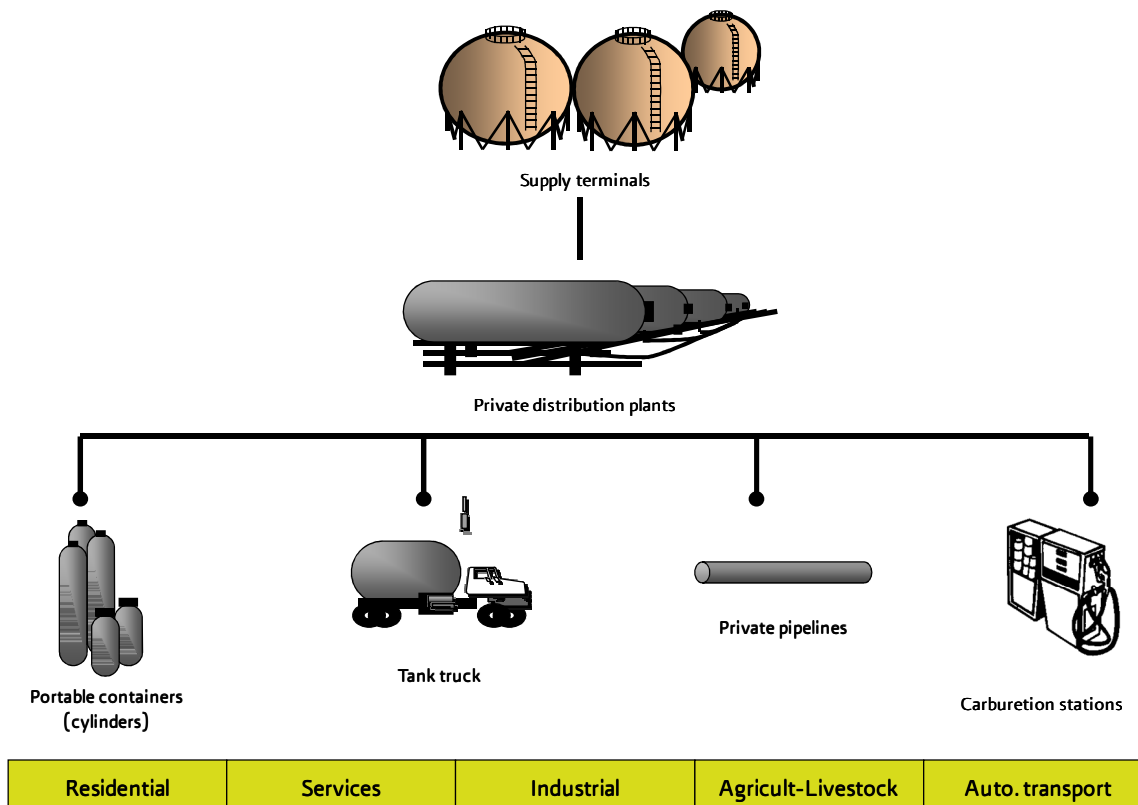 Supply terminals
Private distribution plants
Portable containers
(cylinders)
Tank truck
Private pipelines
Carburetion stations
Residential
Services
Industrial
Agricult-Livestock
Auto. transport